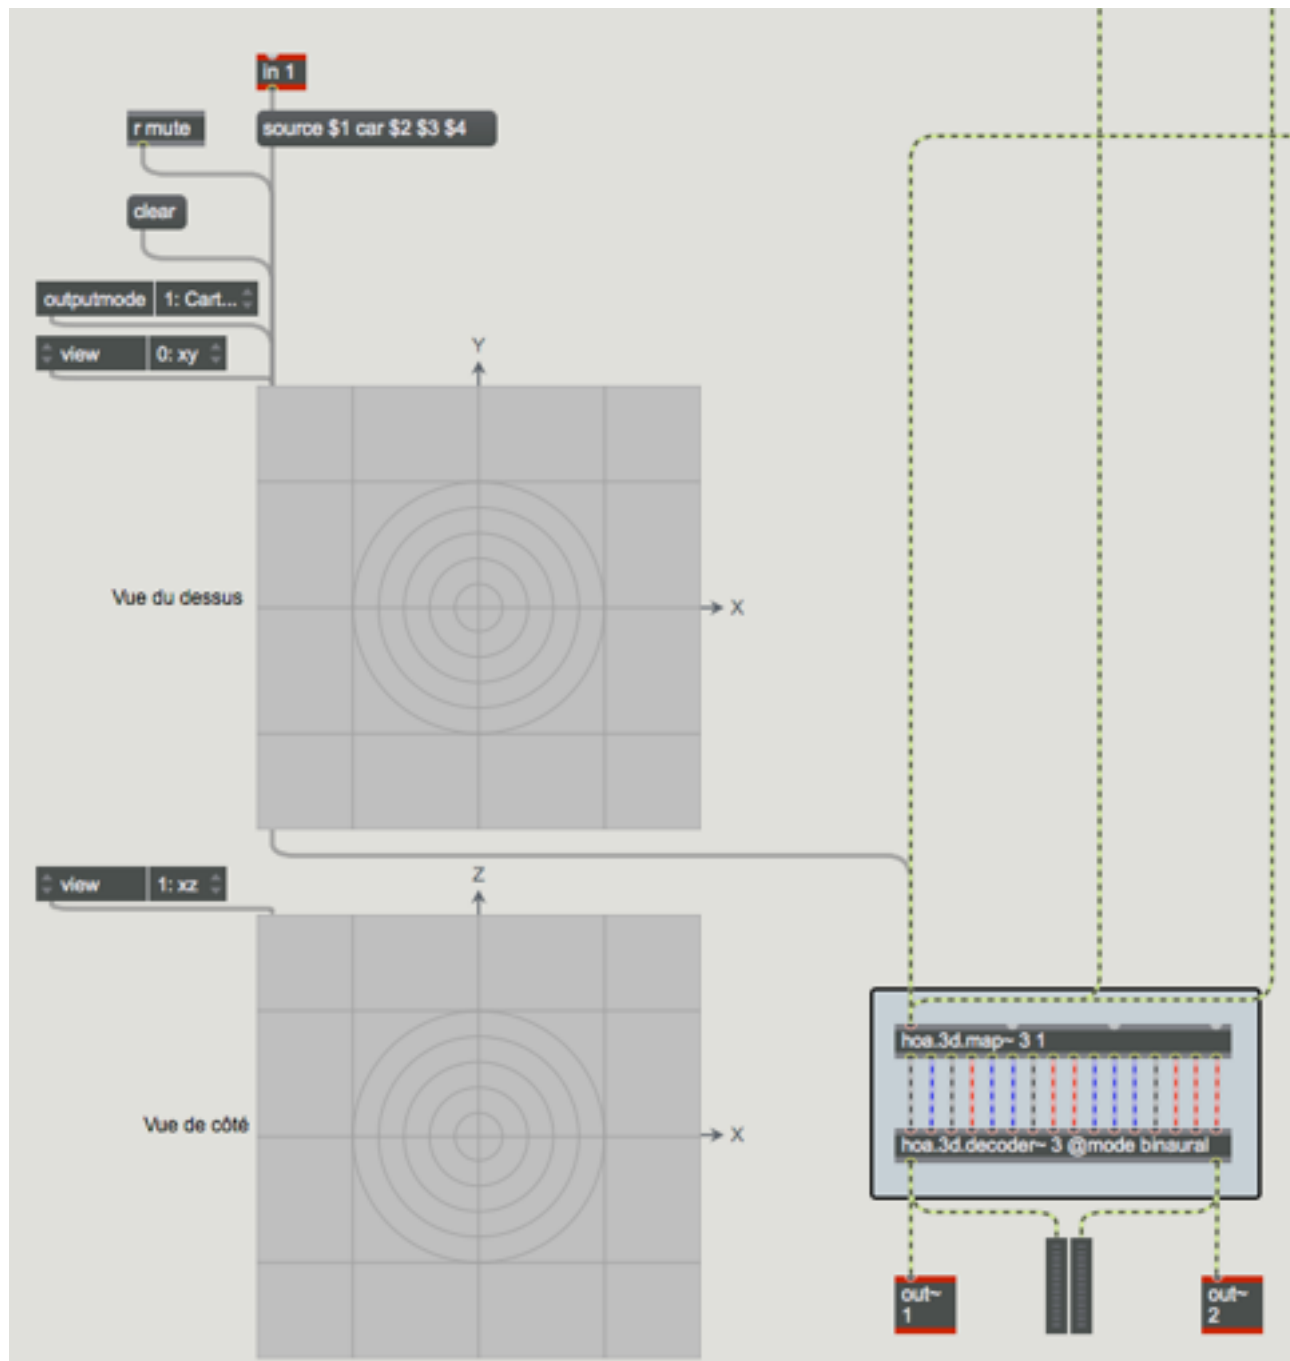 in 1
r mute
source $1 car $2 $3 $4
clear
outputmode 1: Cart...
view 0: xy
Y
Vue du dessus
X
view 1: xz
Z
hoa.3d.map~ 3 1
Vue de côté
X
hoa.3d.decoder~ 3 @mode binaural
out~
1
out~
2